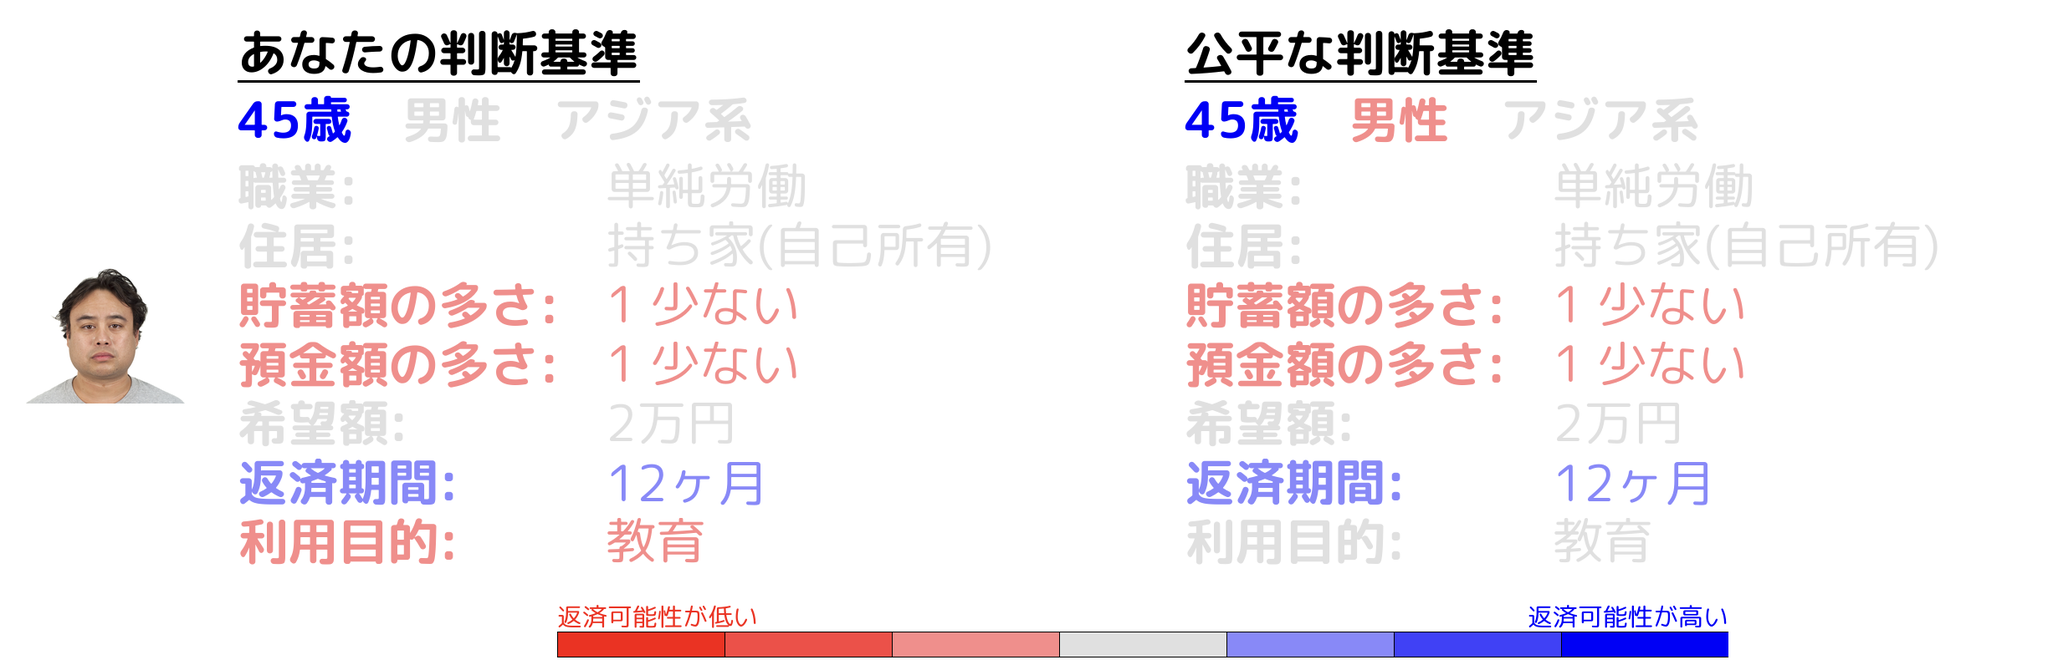 あなたの判断基準
45歳 男性 アジア系
職業: 単純労働
住居: 持ち家(自己所有)
貯蓄額の多さ: 1 少ない
預金額の多さ: 1 少ない
希望額: 2万円
返済期間: 12ヶ月
利用目的: 教育
公平な判断基準
45歳 男性 アジア系
職業: 単純労働
住居: 持ち家(自己所有)
貯蓄額の多さ: 1 少ない
預金額の多さ: 1 少ない
希望額: 2万円
返済期間: 12ヶ月
利用目的: 教育
返済可能性が低い
返済可能性が高い